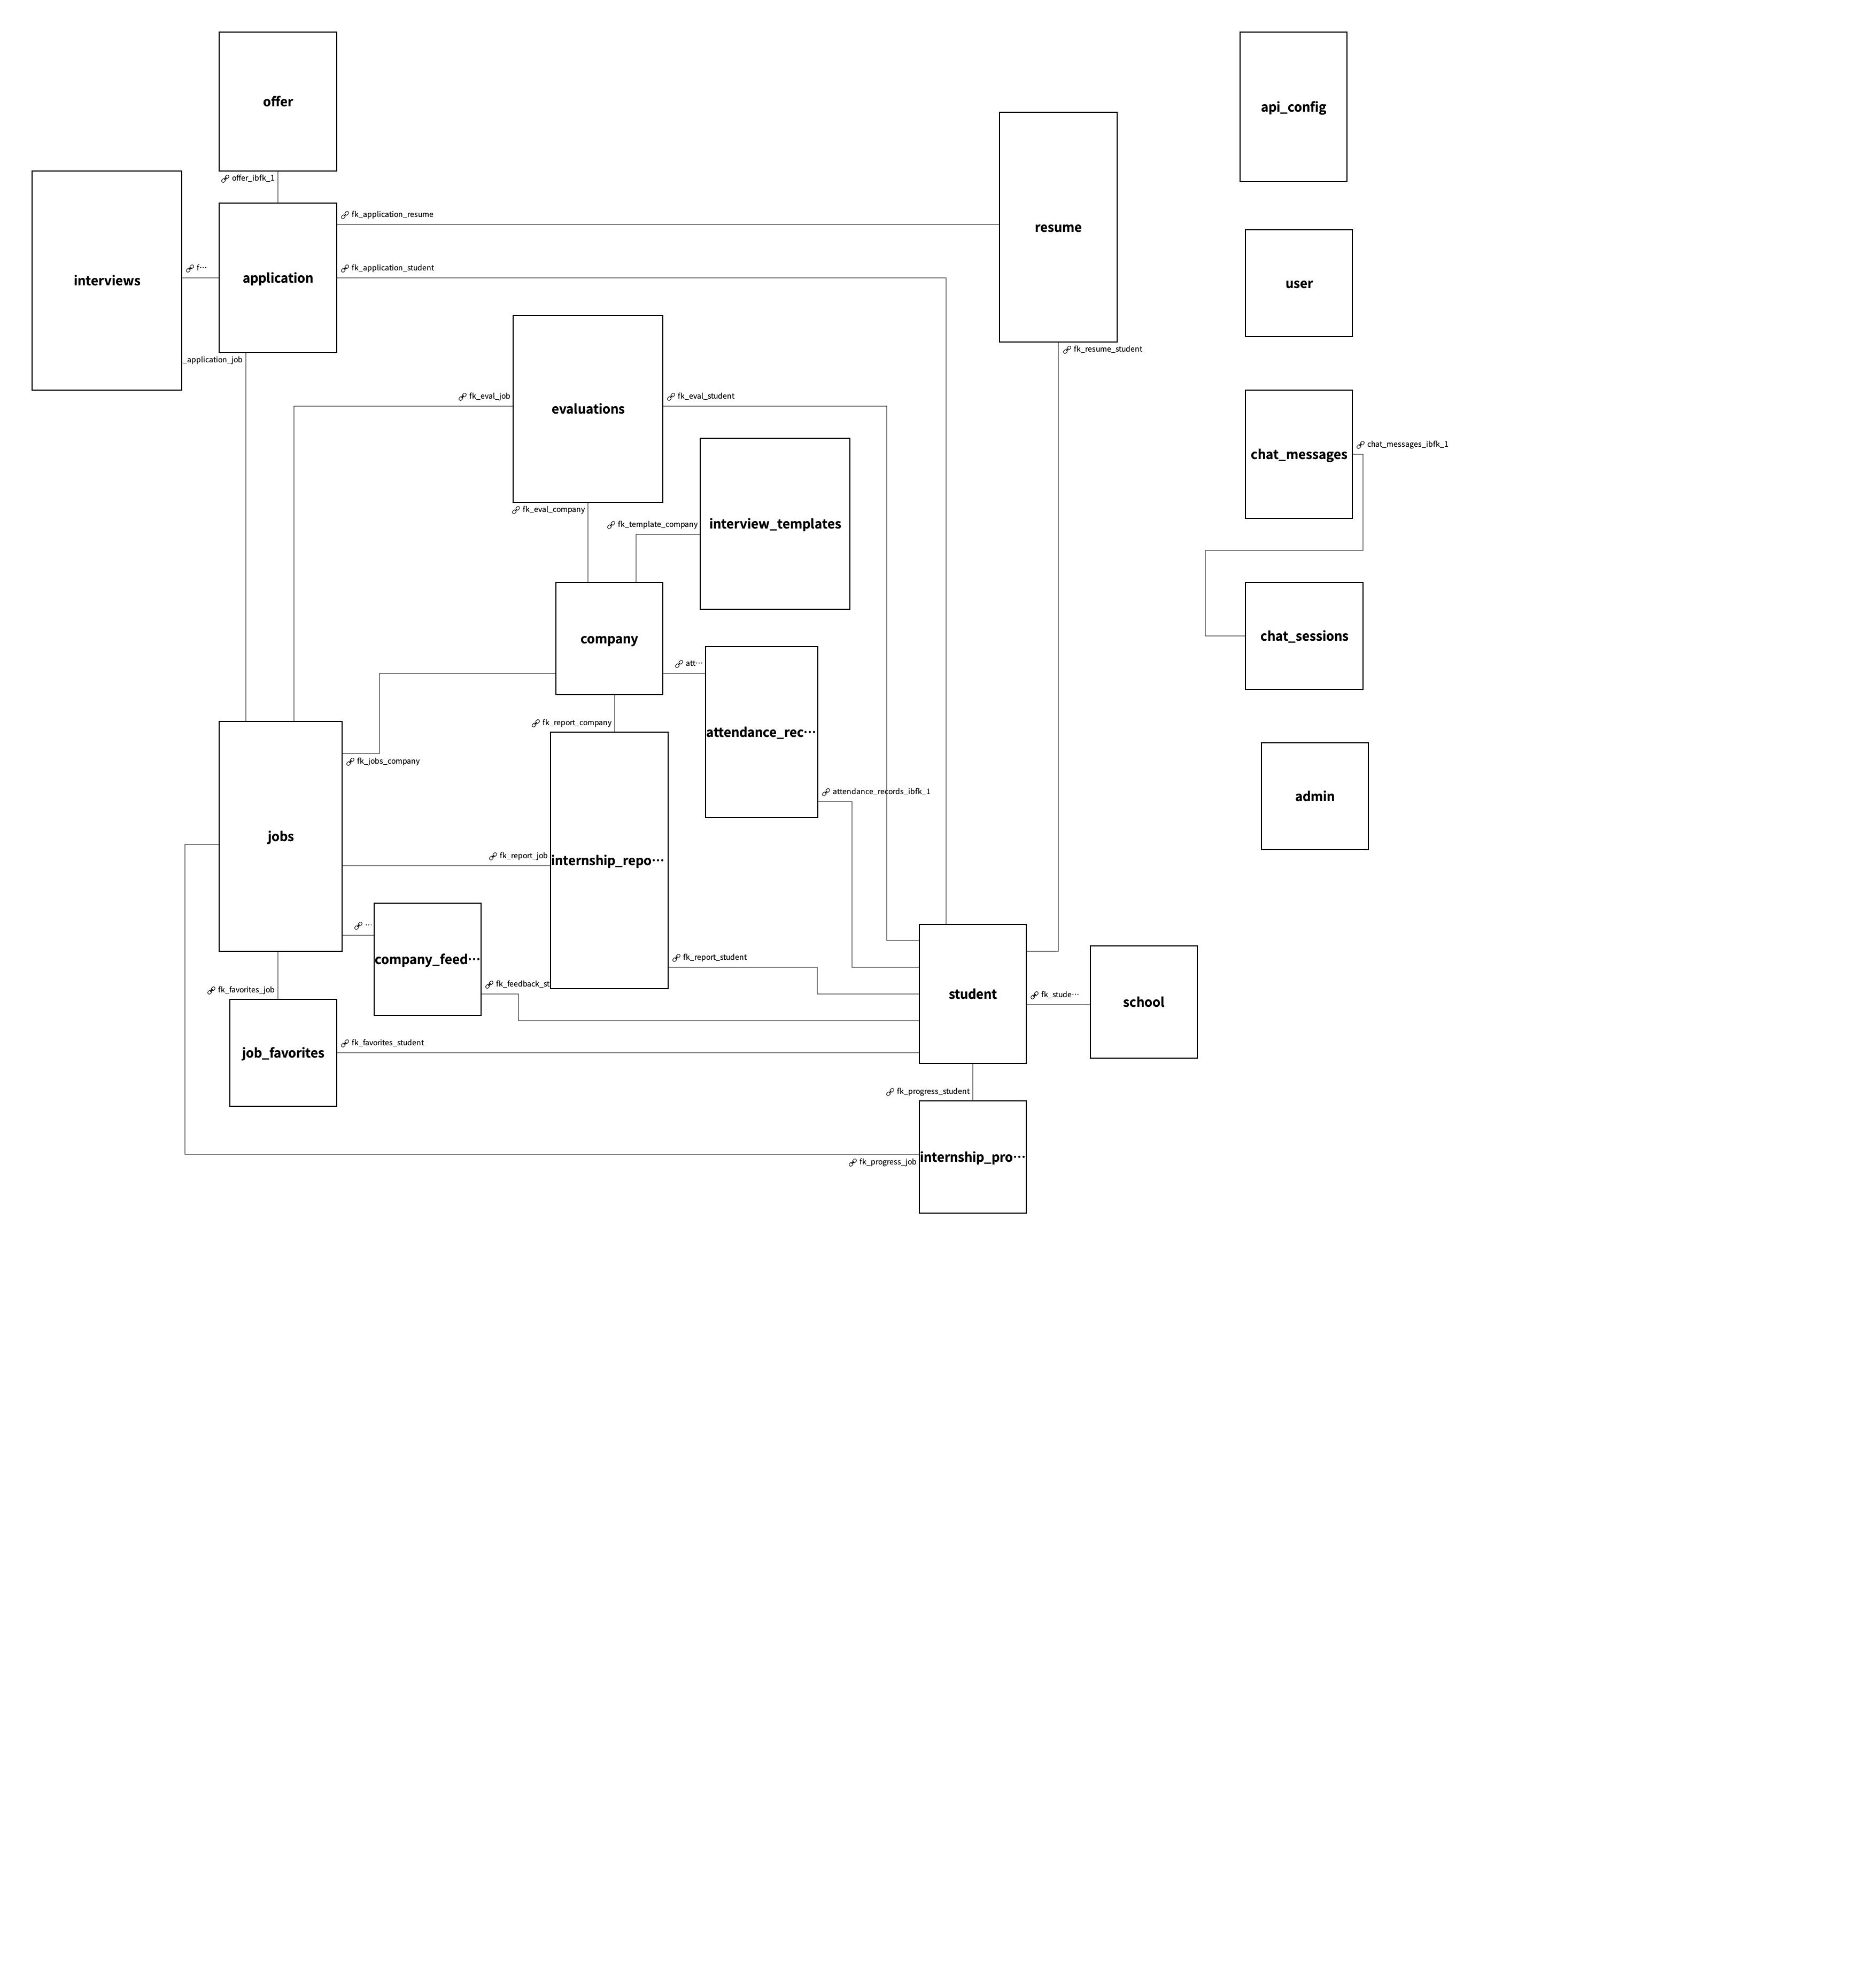 offer
api_config
resume
offer_ibfk_1
fk_application_resume
user
interviews
f…
application
fk_application_student
fk_resume_student
_application_job
fk_eval_job
evaluations
fk_eval_student
chat_messages
chat_messages_ibfk_1
fk_eval_company
fk_template_company
interview_templates
company
chat_sessions
att…
fk_report_company
attendance_rec…
fk_jobs_company
attendance_records_ibfk_1
admin
jobs
fk_report_job
internship_repo…
…
company_feed…
fk_report_student
fk_feedback_st
fk_favorites_job
student
fk_stude…
school
job_favorites
fk_favorites_student
fk_progress_student
fk_progress_job
internship_pro…